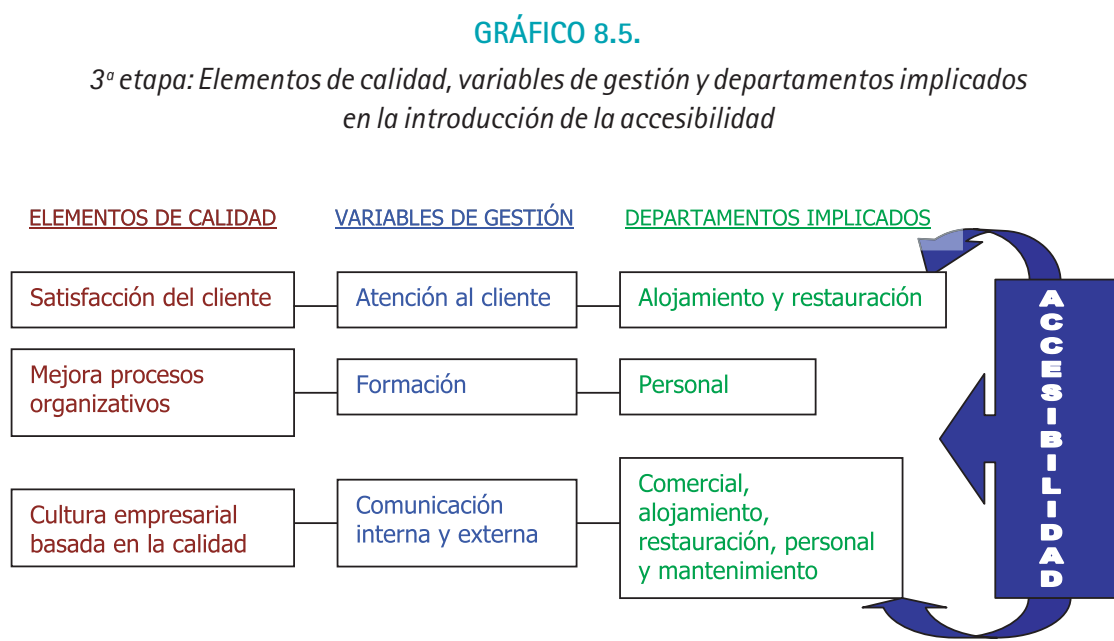 GRÁFICO 8.5.
3ª etapa: Elementos de calidad, variables de gestión y departamentos implicados
en la introducción de la accesibilidad
ELEMENTOS DE CALIDAD
VARIABLES DE GESTIÓN
DEPARTAMENTOS IMPLICADOS
Satisfacción del cliente
Atención al cliente
Alojamiento y restauración
Mejora procesos
organizativos
Formación
Personal
Cultura empresarial
basada en la calidad
Comunicación
interna y externa
Comercial,
alojamiento,
restauración, personal
y mantenimiento
ACCESIBILIDAD